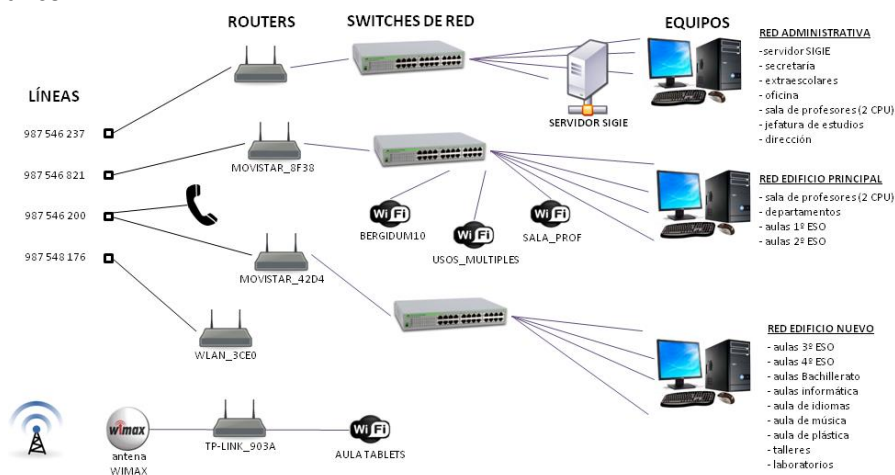 ROUTERS
SWITCHES DE RED
EQUIPOS
LÍNEAS
987 546 237
987 546 821
987 546 200
987 548 176
MOVISTAR_8F38
MOVISTAR_42D4
WLAN_3CE0
TP-LINK_903A
wimax
antena
WIMAX
SERVIDOR SIGIE
Wi Fi
BERGIDUM10
Wi Fi
USOS_MULTIPLES
Wi Fi
SALA_PROF
Wi Fi
AULA TABLETS
RED ADMINISTRATIVA
-servidor SIGIE
- secretaría
- extraescolares
- oficina
- sala de profesores (2 CPU)
- jefatura de estudios
- dirección
RED EDIFICIO PRINCIPAL
- sala de profesores (2 CPU)
- departamentos
- aulas 1º ESO
- aulas 2º ESO
RED EDIFICIO NUEVO
- aulas 3º ESO
- aulas 4º ESO
- aulas Bachillerato
- aulas informática
- aula de idiomas
- aula de música
- aula de plástica
- talleres
- laboratorios